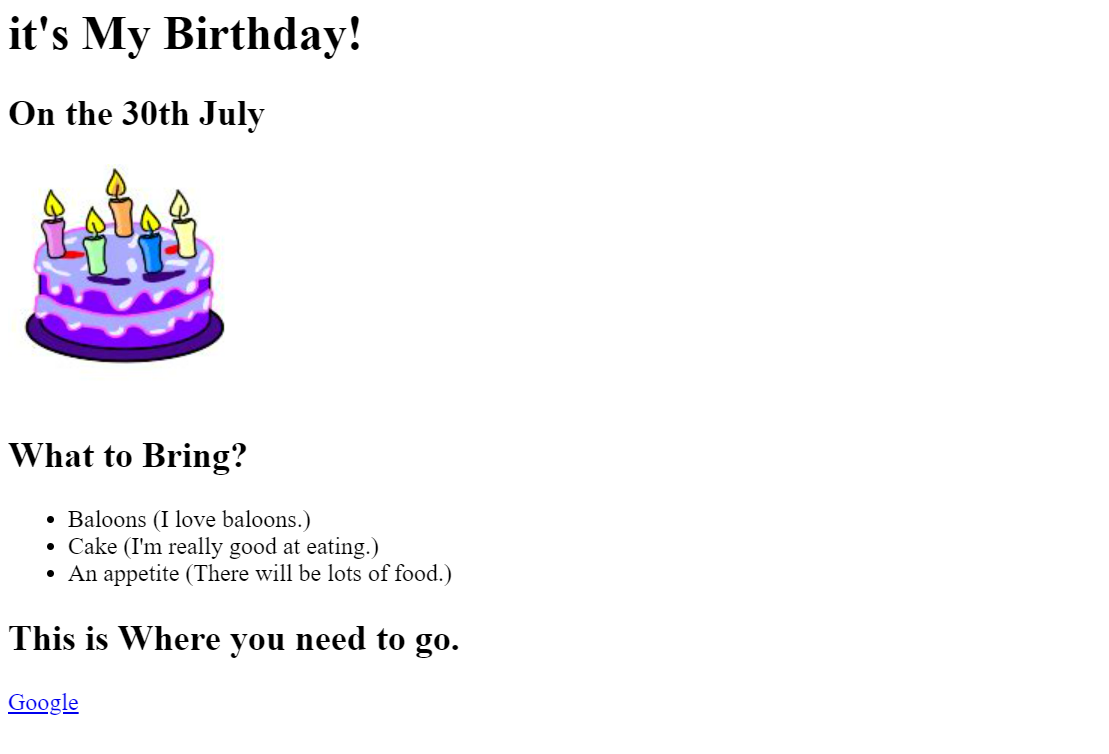 it's My Birthday!
On the 30th July
What to Bring?
Baloons (I love baloons.)
Cake (I'm really good at eating.)
An appetite (There will be lots of food.)
This is Where you need to go.
Google